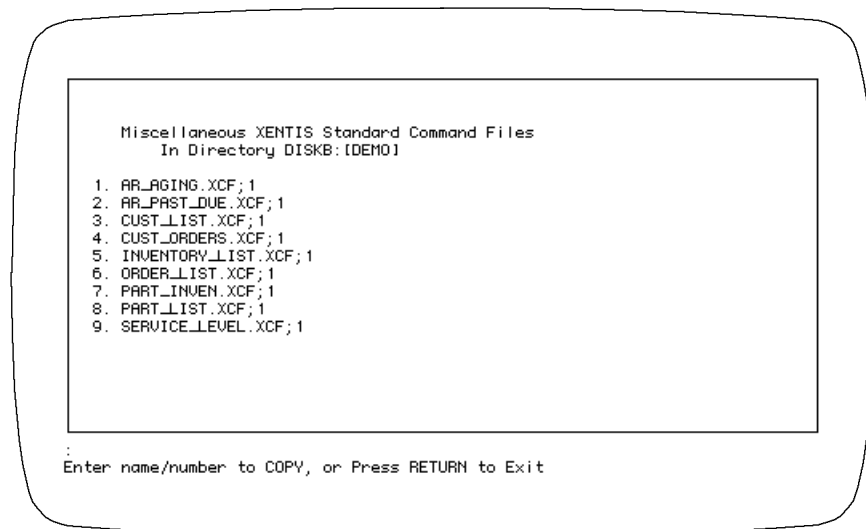 Miscellaneous XENTIS Standard Command Files
In Directory DISKB:[DEMO]
1. AR_AGING.XCF;1
2. AR_PAST_DUE.XCF;1
3. CUST_LIST.XCF;1
4. CUST_ORDERS.XCF;1
5. INVENTORY_LIST.XCF;1
6. ORDER_LIST.XCF;1
7. PART_INVEN.XCF;1
8. PART_LIST.XCF;1
9. SERVICE_LEVEL.XCF;1
:
Enter name/number to COPY, or Press RETURN to Exit